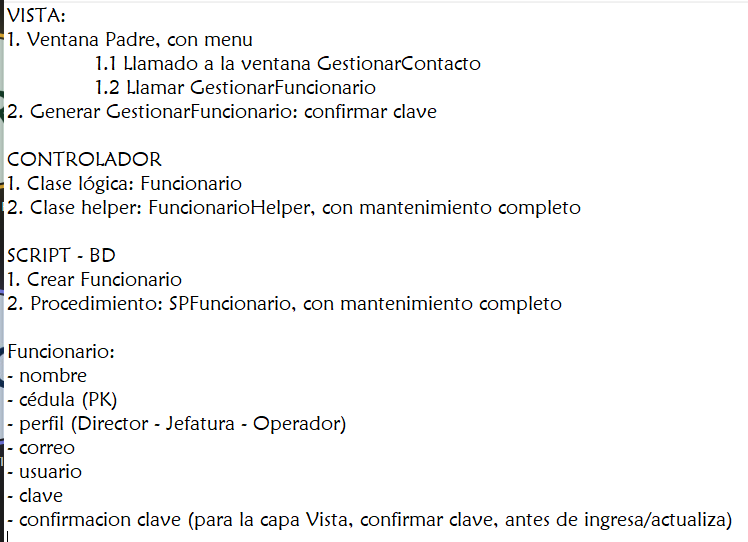 VISTA:
1. Ventana Padre, con menu
1.1 Llamado a la ventana GestionarContacto
1.2 Llamar GestionarFuncionario
2. Generar GestionarFuncionario: confirmar clave
CONTROLADOR
1. Clase lógica: Funcionario
2. Clase helper: FuncionarioHelper, con mantenimiento completo
SCRIPT - BD
1. Crear Funcionario
2. Procedimiento: SPFuncionario, con mantenimiento completo
Funcionario:
- nombre
- cédula (PK)
- perfil (Director - Jefatura - Operador)
- correo
- usuario
- clave
- confirmacion clave (para la capa Vista, confirmar clave, antes de ingresa/actualiza)